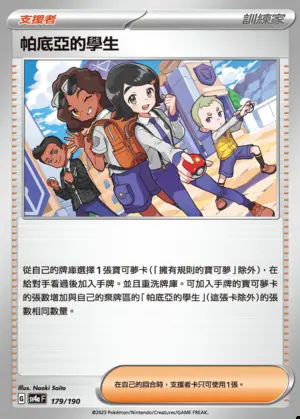 支援者
訓練家
帕底亞的學生
從自己的牌庫選擇1張寶可夢卡(「擁有規則的寶可夢」除外),在
給對手看過後加入手牌。並且重洗牌庫。可加入手牌的寶可夢卡
的張數增加與自己的棄牌區的「帕底亞的學生」(這張卡除外)的張
數相同數量。
Illus. Naoki Saito
G SV4a F 179/190
在自己的回合時,支援者卡只可使用1張。
©2023 Pokémon/Nintendo/Creatures/GAME FREAK.